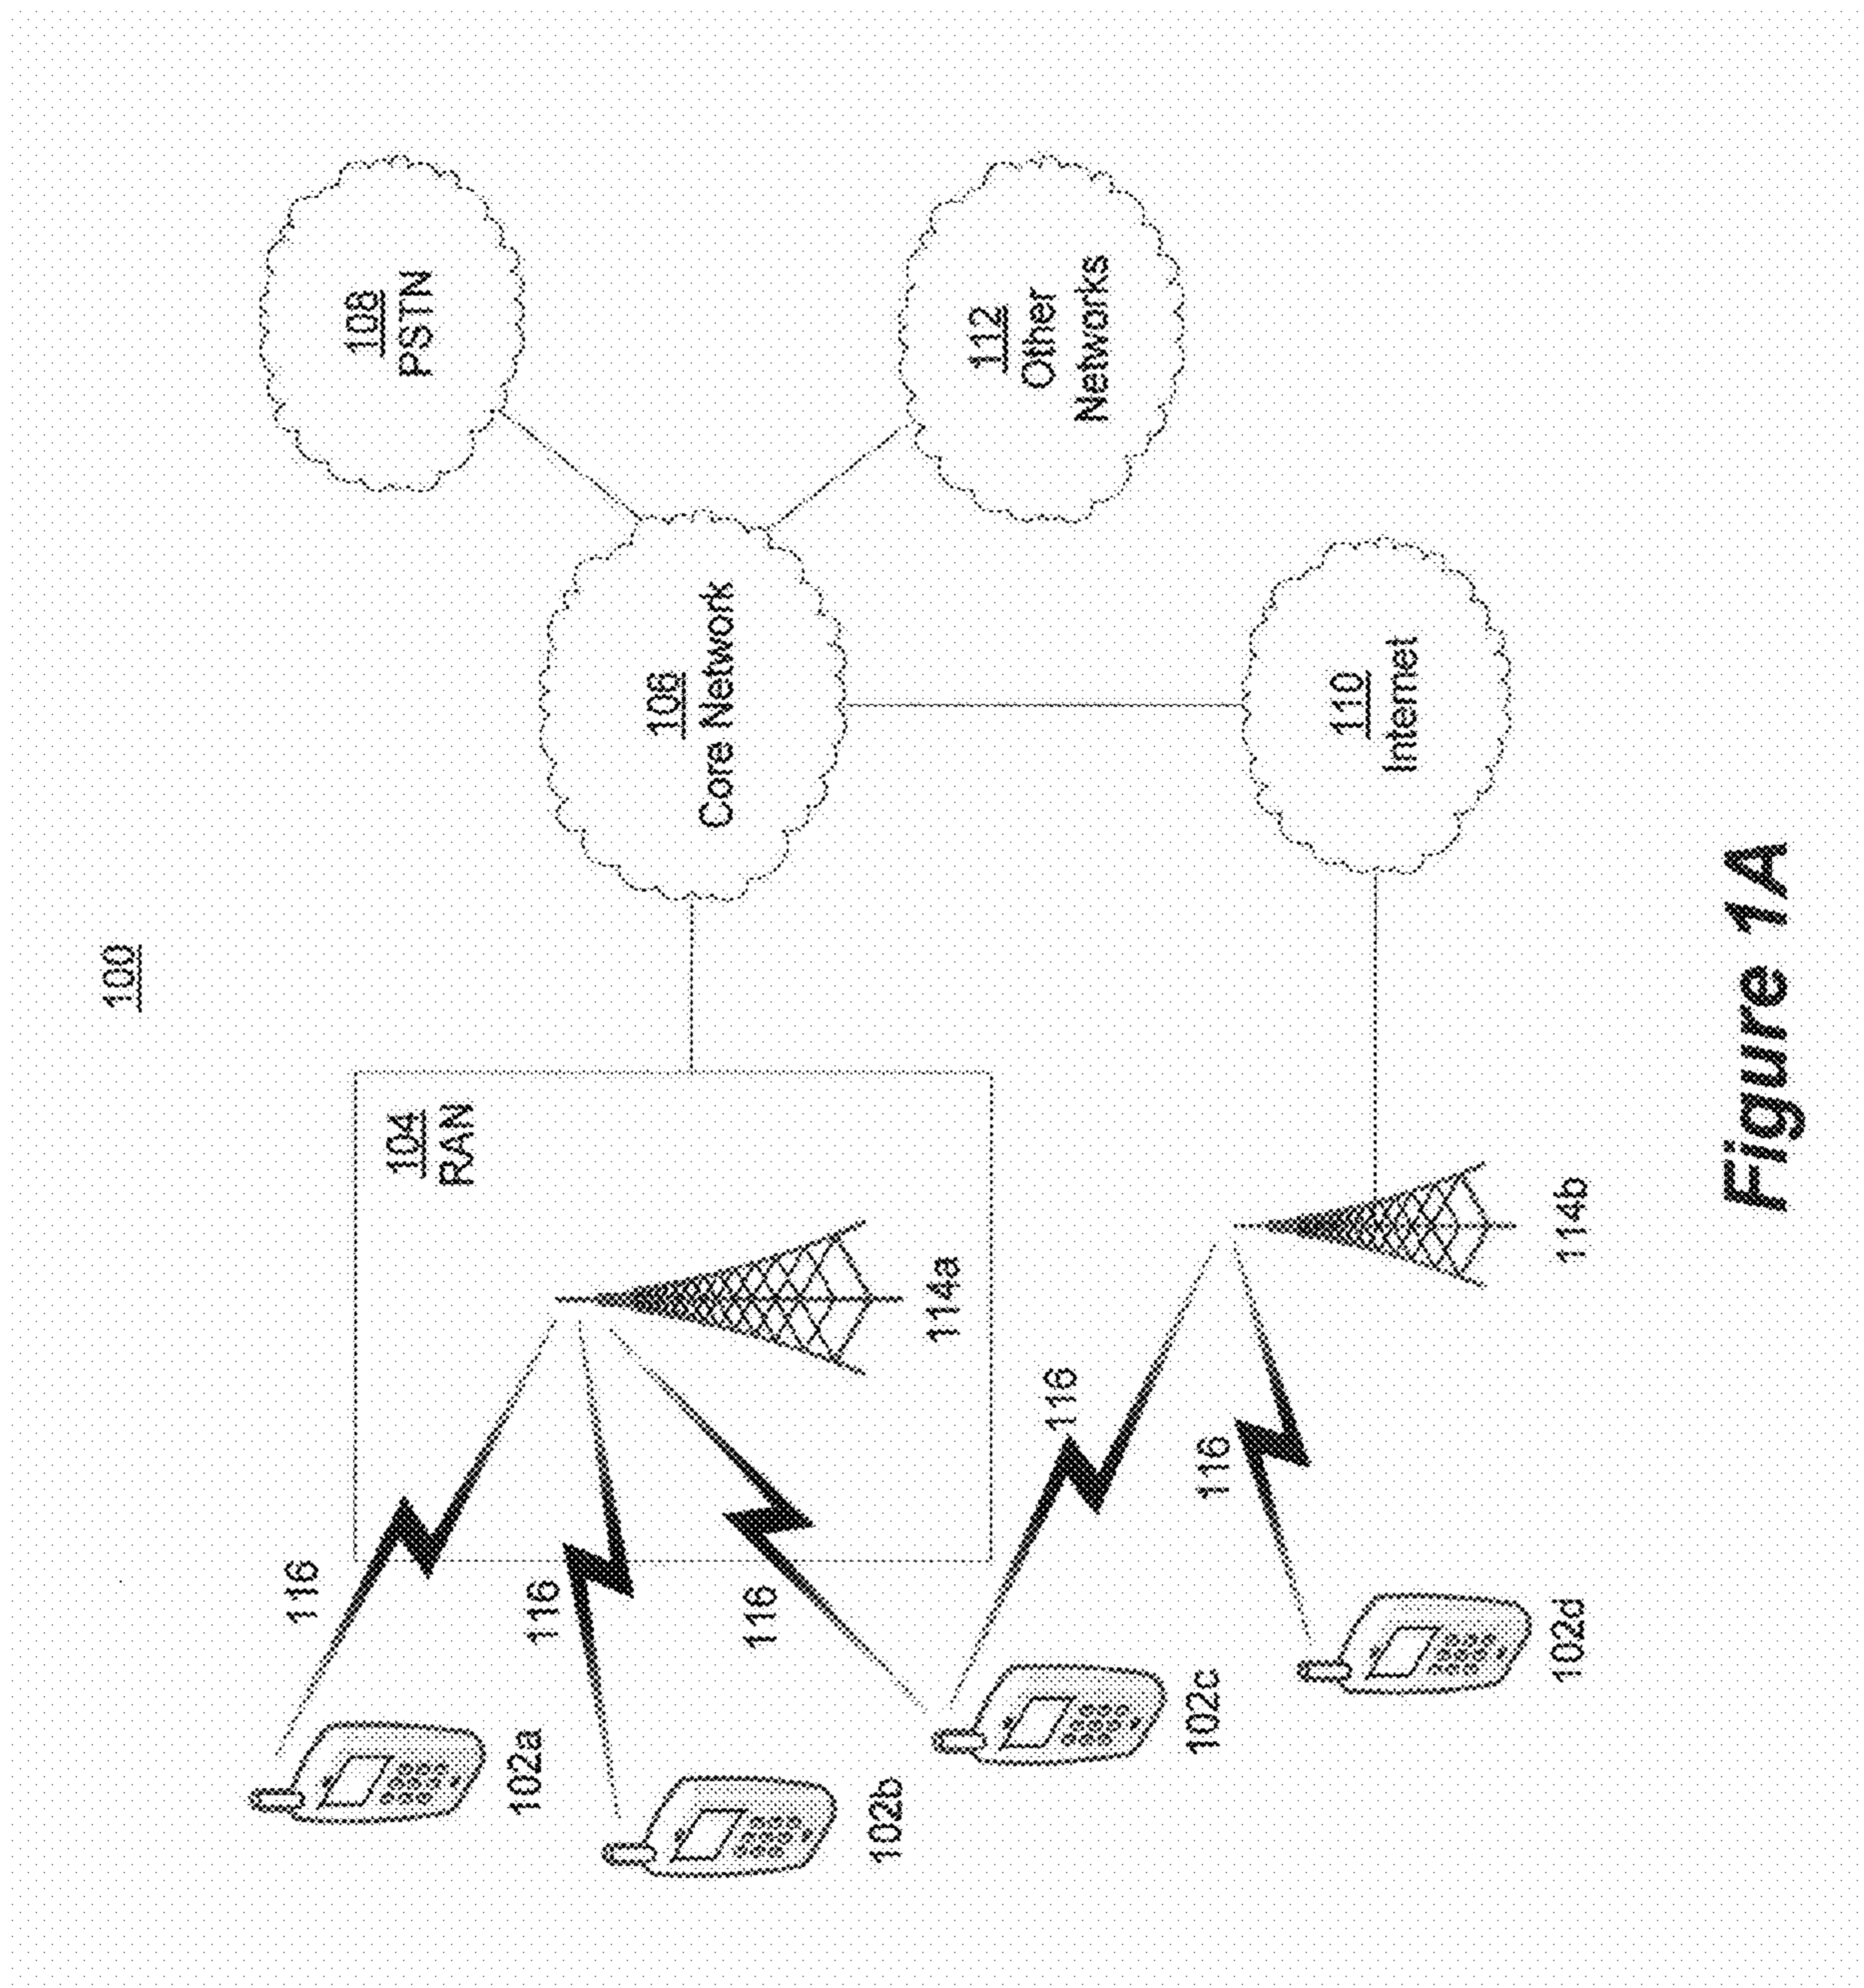 100
108
PSTN
104
RAN
106
Core Network
112
Other
Networks
116
102a
116
102b
116
114a
116
102c
116
110
Internet
114b
102d
Figure 1A